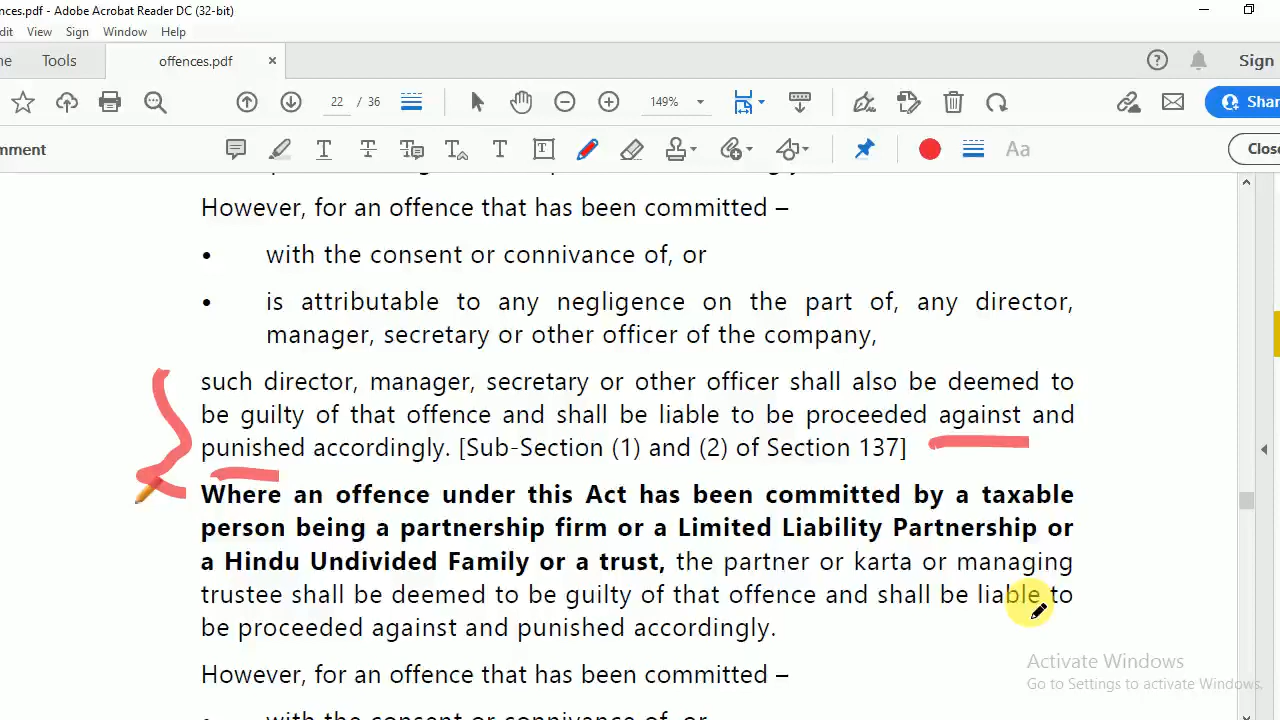 ences.pdf - Adobe Acrobat Reader DC (32-bit)
dit View Sign Window Help
ne Tools offences.pdf × Sign
22 / 36 149% Shar
mment Aa Close
However, for an offence that has been committed –
• with the consent or connivance of, or
• is attributable to any negligence on the part of, any director,
manager, secretary or other officer of the company,
such director, manager, secretary or other officer shall also be deemed to
be guilty of that offence and shall be liable to be proceeded against and
punished accordingly. [Sub-Section (1) and (2) of Section 137]
Where an offence under this Act has been committed by a taxable
person being a partnership firm or a Limited Liability Partnership or
a Hindu Undivided Family or a trust, the partner or karta or managing
trustee shall be deemed to be guilty of that offence and shall be liable to
be proceeded against and punished accordingly.
However, for an offence that has been committed –
• with the consent or connivance of, or
Activate Windows
Go to Settings to activate Windows.